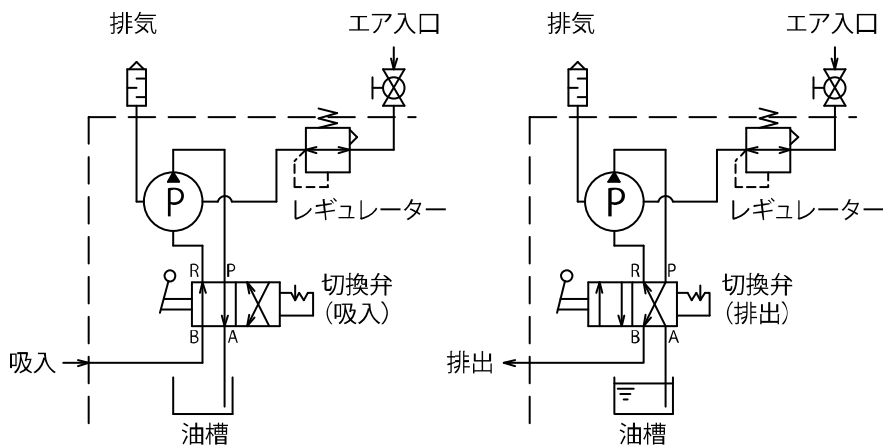 排気
エア入口
P
レギュレーター
R P
切換弁
(吸入)
B A
吸入
油槽
排気
エア入口
P
レギュレーター
R P
切換弁
(排出)
B A
排出
油槽